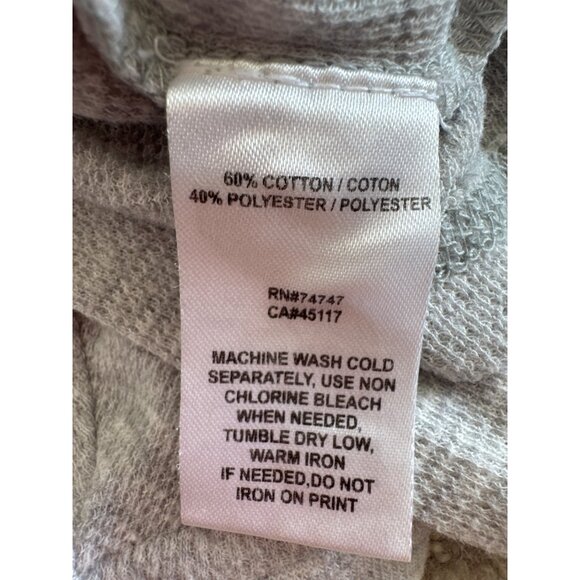 60% COTTON / COTON
40% POLYESTER / POLYESTER
RN#74747
CA#45117
MACHINE WASH COLD
SEPARATELY, USE NON
CHLORINE BLEACH
WHEN NEEDED,
TUMBLE DRY LOW,
WARM IRON
IF NEEDED,DO NOT
IRON ON PRINT